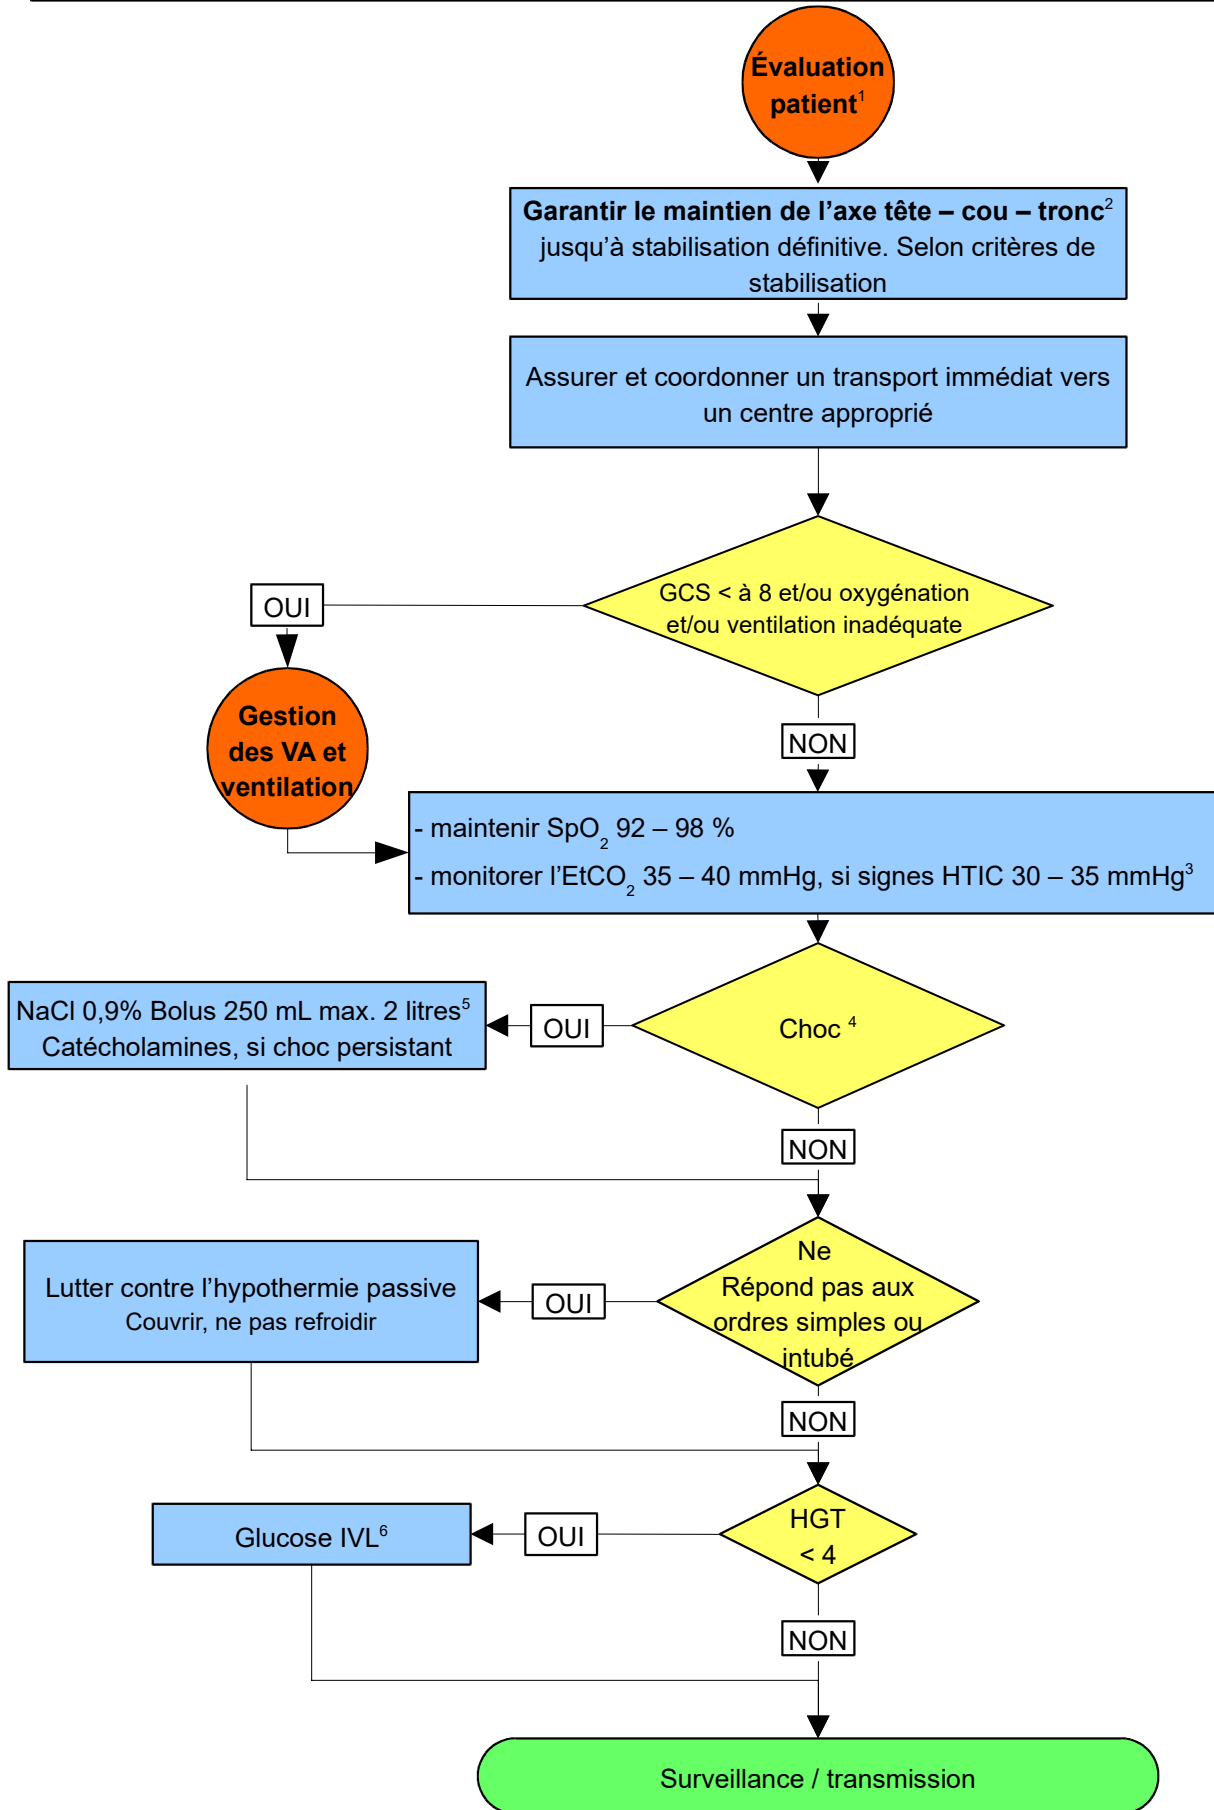 Évaluation
patient¹
Garantir le maintien de l’axe tête – cou – tronc²
jusqu’à stabilisation définitive. Selon critères de
stabilisation
Assurer et coordonner un transport immédiat vers
un centre approprié
GCS < à 8 et/ou oxygénation
et/ou ventilation inadéquate
OUI
NON
Gestion
des VA et
ventilation
- maintenir SpO₂ 92 – 98 %
- monitorer l’EtCO₂ 35 – 40 mmHg, si signes HTIC 30 – 35 mmHg³
Choc ⁴
OUI
NaCl 0,9% Bolus 250 mL max. 2 litres⁵
Catécholamines, si choc persistant
NON
Ne
Répond pas aux
ordres simples ou
intubé
OUI
Lutter contre l’hypothermie passive
Couvrir, ne pas refroidir
NON
HGT
< 4
OUI
Glucose IVL⁶
NON
Surveillance / transmission